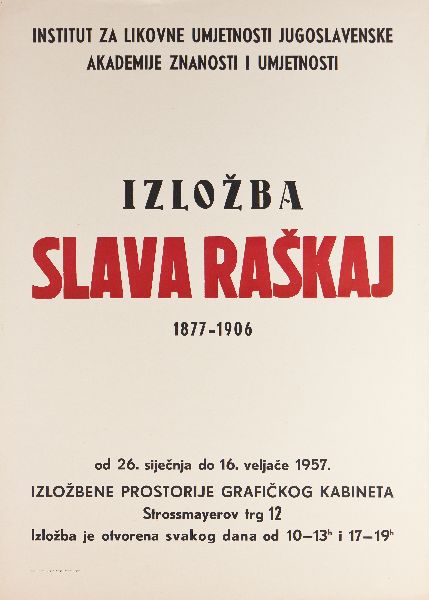 INSTITUT ZA LIKOVNE UMJETNOSTI JUGOSLAVENSKE
AKADEMIJE ZNANOSTI I UMJETNOSTI
IZLOŽBA
SLAVA RAŠKAJ
1877-1906
od 26. siječnja do 16. veljače 1957.
IZLOŽBENE PROSTORIJE GRAFIČKOG KABINETA
Strossmayerov trg 12
Izložba je otvorena svakog dana od 10–13ʰ i 17–19ʰ